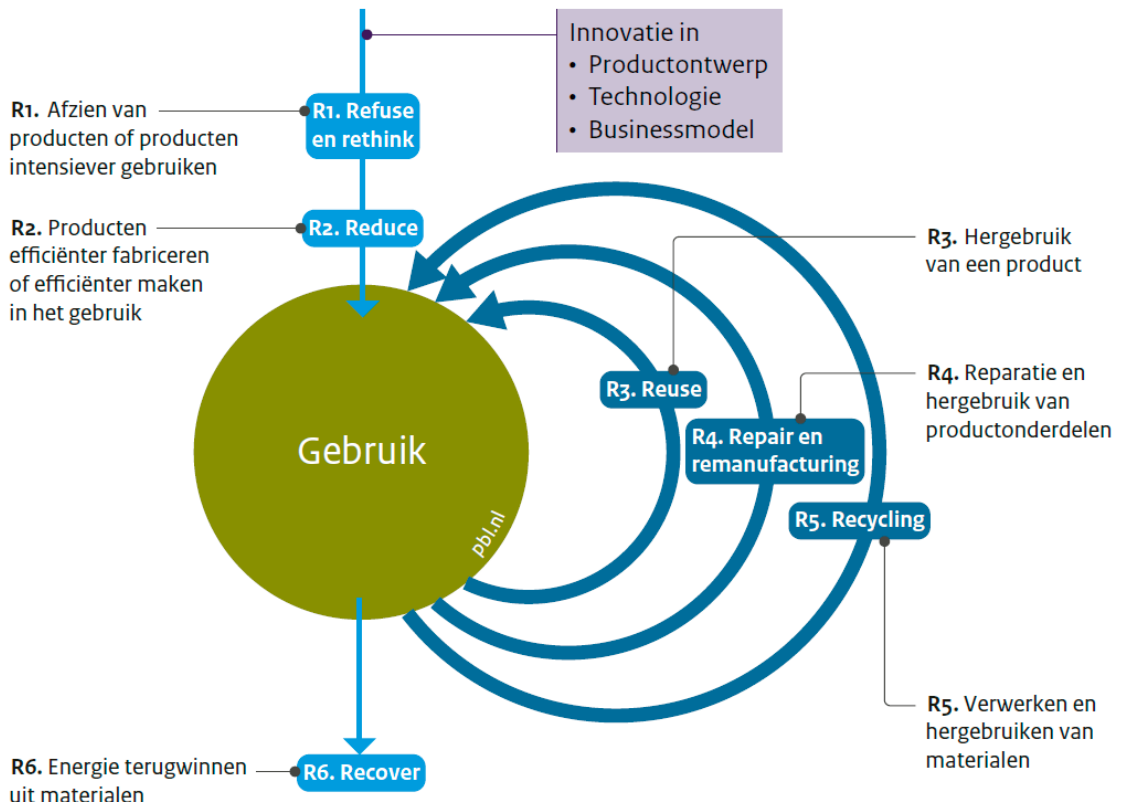 Innovatie in
• Productontwerp
• Technologie
• Businessmodel
R1. Afzien van
producten of producten
intensiever gebruiken
R1. Refuse
en rethink
R2. Producten
efficiënter fabriceren
of efficiënter maken
in het gebruik
R2. Reduce
R3. Hergebruik
van een product
R3. Reuse
R4. Reparatie en
hergebruik van
productonderdelen
R4. Repair en
remanufacturing
Gebruik
pbl.nl
R5. Recycling
R5. Verwerken en
hergebruiken van
materialen
R6. Energie terugwinnen
uit materialen
R6. Recover